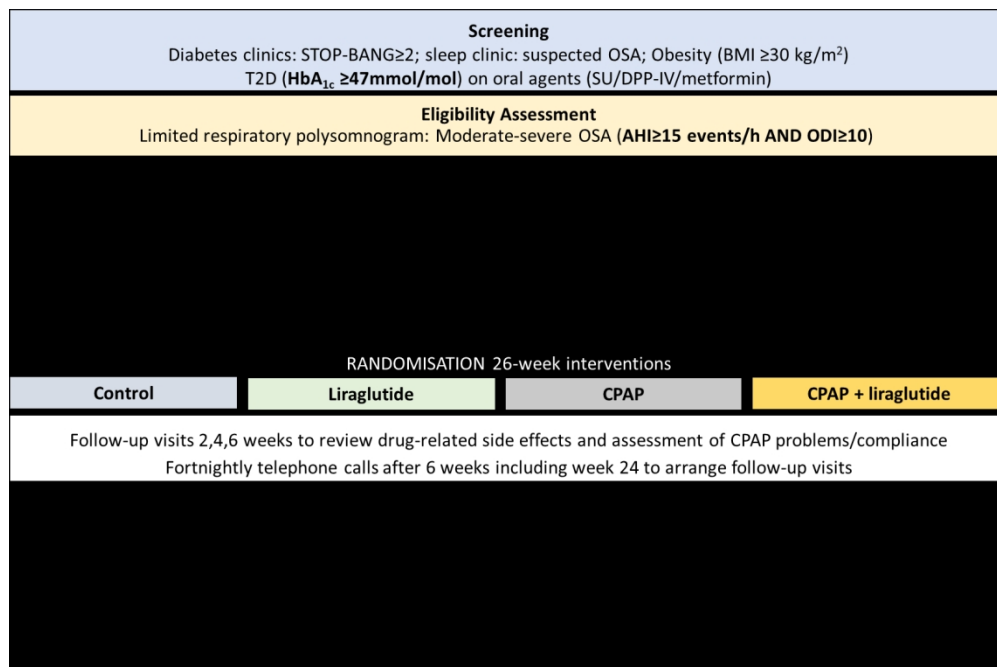 Screening
Diabetes clinics: STOP-BANG≥2; sleep clinic: suspected OSA; Obesity (BMI ≥30 kg/m²)
T2D (HbA₁c ≥47mmol/mol) on oral agents (SU/DPP-IV/metformin)
Eligibility Assessment
Limited respiratory polysomnogram: Moderate-severe OSA (AHI≥15 events/h AND ODI≥10)
RANDOMISATION 26-week interventions
Control
Liraglutide
CPAP
CPAP + liraglutide
Follow-up visits 2,4,6 weeks to review drug-related side effects and assessment of CPAP problems/compliance
Fortnightly telephone calls after 6 weeks including week 24 to arrange follow-up visits